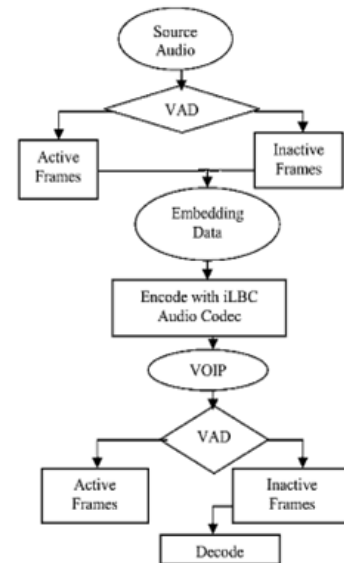 Source
Audio
VAD
Active
Frames
Inactive
Frames
Embedding
Data
Encode with iLBC
Audio Codec
VOIP
VAD
Active
Frames
Inactive
Frames
Decode